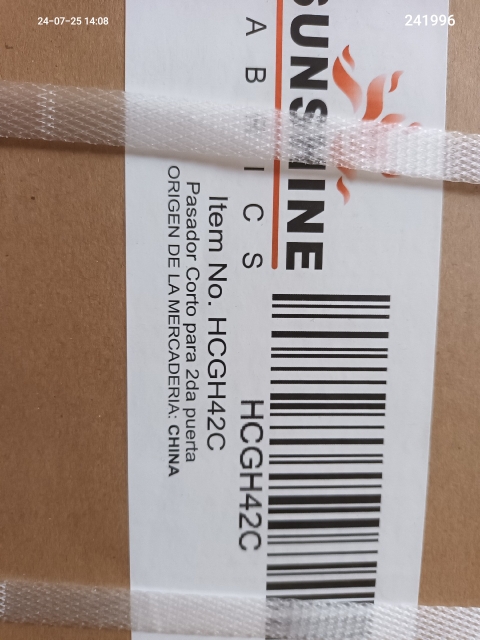 24-07-25 14:08
241996
SUNSHINE
A B R I C S
HCGH42C
Item No. HCGH42C
Pasador Corto para 2da puerta
ORIGEN DE LA MERCADERIA: CHINA